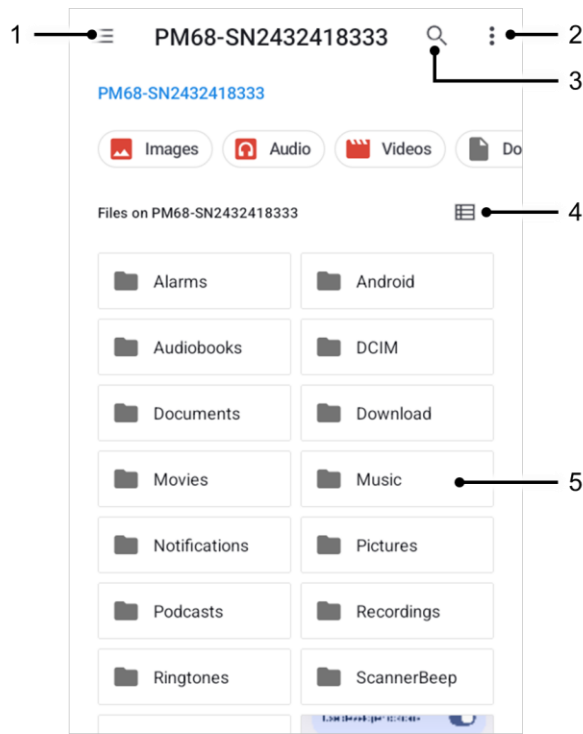 1
PM68-SN2432418333
2
3
PM68-SN2432418333
Images
Audio
Videos
Do
Files on PM68-SN2432418333
4
Alarms
Android
Audiobooks
DCIM
Documents
Download
Movies
Music
5
Notifications
Pictures
Podcasts
Recordings
Ringtones
ScannerBeep